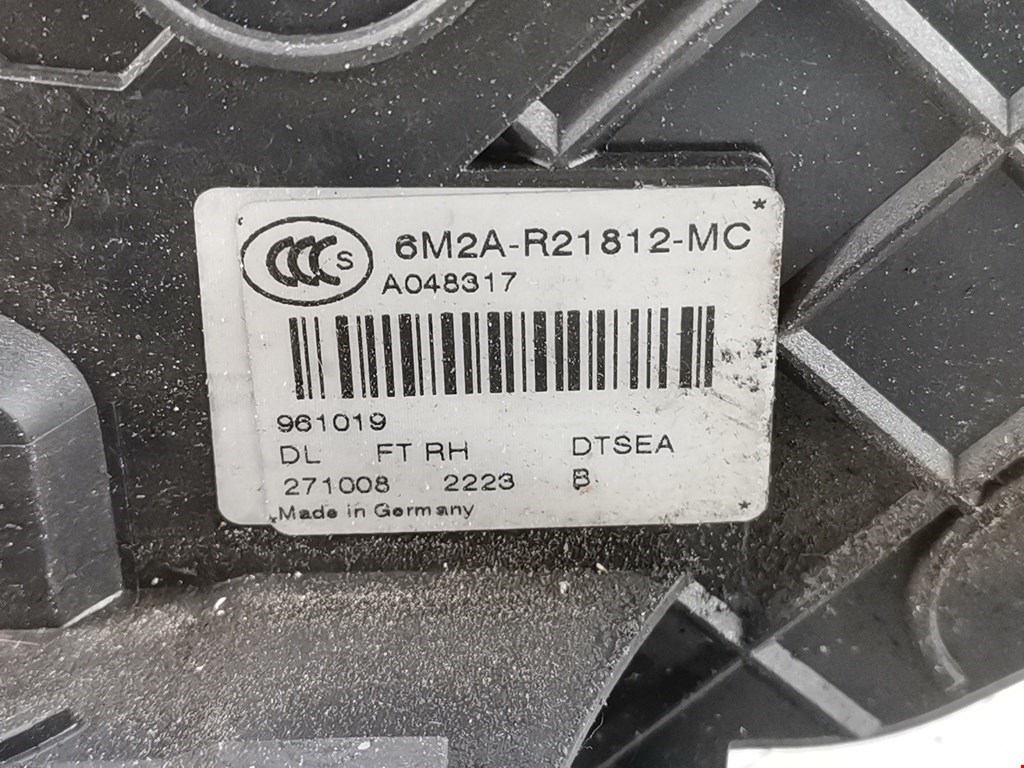 CCC S 6M2A-R21812-MC
A048317
961019
DL FT RH DTSEA
271008 2223 B
Made in Germany